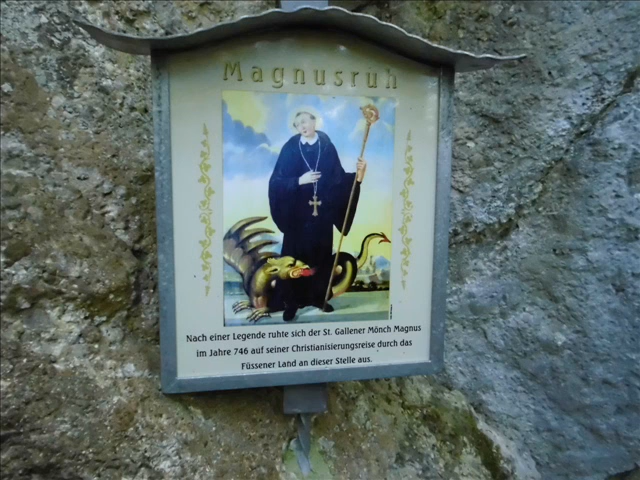 Magnusruh
Nach einer Legende ruhte sich der St. Gallener Mönch Magnus
im Jahre 746 auf seiner Christianisierungsreise durch das
Füssener Land an dieser Stelle aus.